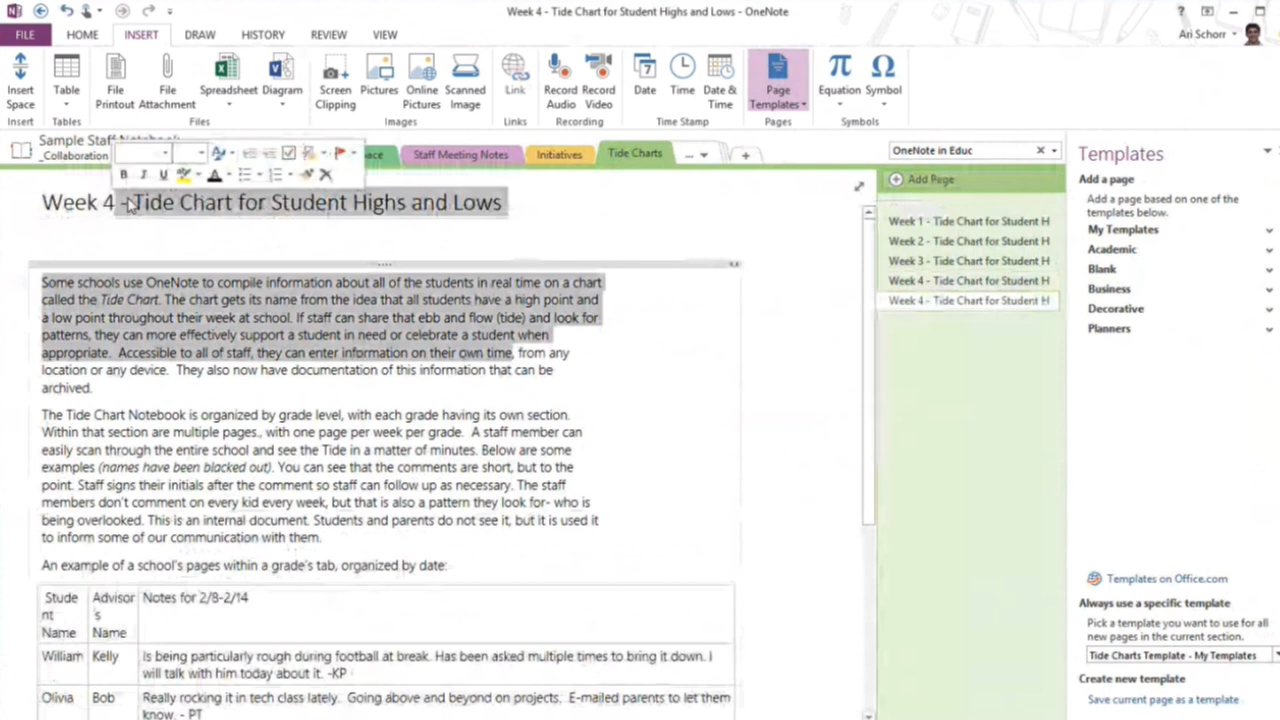 Week 4 - Tide Chart for Student Highs and Lows - OneNote
?
FILE
HOME
INSERT
DRAW
HISTORY
REVIEW
VIEW
Ari Schorr
Insert Space
Table
File Printout
File Attachment
Spreadsheet
Diagram
Screen Clipping
Pictures
Online Pictures
Scanned Image
Link
Record Audio
Record Video
Date
Time
Date & Time
Page Templates
Equation
Symbol
Insert
Tables
Files
Images
Links
Recording
Time Stamp
Pages
Symbols
Sample Staff Notebook
_Collaboration
Staff Meeting Notes
Initiatives
Tide Charts
...
OneNote in Educ
B I U A
Add Page
Week 4 - Tide Chart for Student Highs and Lows
Some schools use OneNote to compile information about all of the students in real time on a chart
called the Tide Chart. The chart gets its name from the idea that all students have a high point and
a low point throughout their week at school. If staff can share that ebb and flow (tide) and look for
patterns, they can more effectively support a student in need or celebrate a student when
appropriate. Accessible to all of staff, they can enter information on their own time, from any
location or any device. They also now have documentation of this information that can be
archived.
The Tide Chart Notebook is organized by grade level, with each grade having its own section.
Within that section are multiple pages., with one page per week per grade. A staff member can
easily scan through the entire school and see the Tide in a matter of minutes. Below are some
examples (names have been blacked out). You can see that the comments are short, but to the
point. Staff signs their initials after the comment so staff can follow up as necessary. The staff
members don't comment on every kid every week, but that is also a pattern they look for- who is
being overlooked. This is an internal document. Students and parents do not see it, but it is used it
to inform some of our communication with them.
An example of a school's pages within a grade's tab, organized by date:
Stude
nt
Name
Advisor
's
Name
Notes for 2/8-2/14
William
Kelly
Is being particularly rough during football at break. Has been asked multiple times to bring it down. I
will talk with him today about it. -KP
Olivia
Bob
Really rocking it in tech class lately. Going above and beyond on projects. E-mailed parents to let them
know. - PT
Week 1 - Tide Chart for Student H
Week 2 - Tide Chart for Student H
Week 3 - Tide Chart for Student H
Week 4 - Tide Chart for Student H
Week 4 - Tide Chart for Student H
Templates
Add a page
Add a page based on one of the
templates below.
My Templates
Academic
Blank
Business
Decorative
Planners
Templates on Office.com
Always use a specific template
Pick a template you want to use for all
new pages in the current section.
Tide Charts Template - My Templates
Create new template
Save current page as a template